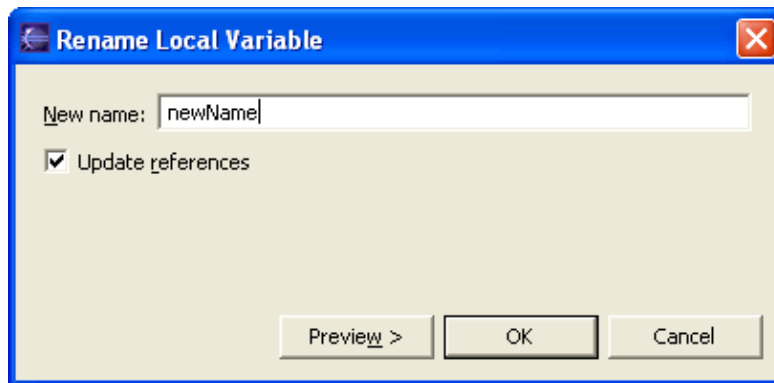 Rename Local Variable
New name: newName
Update references
Preview > OK Cancel